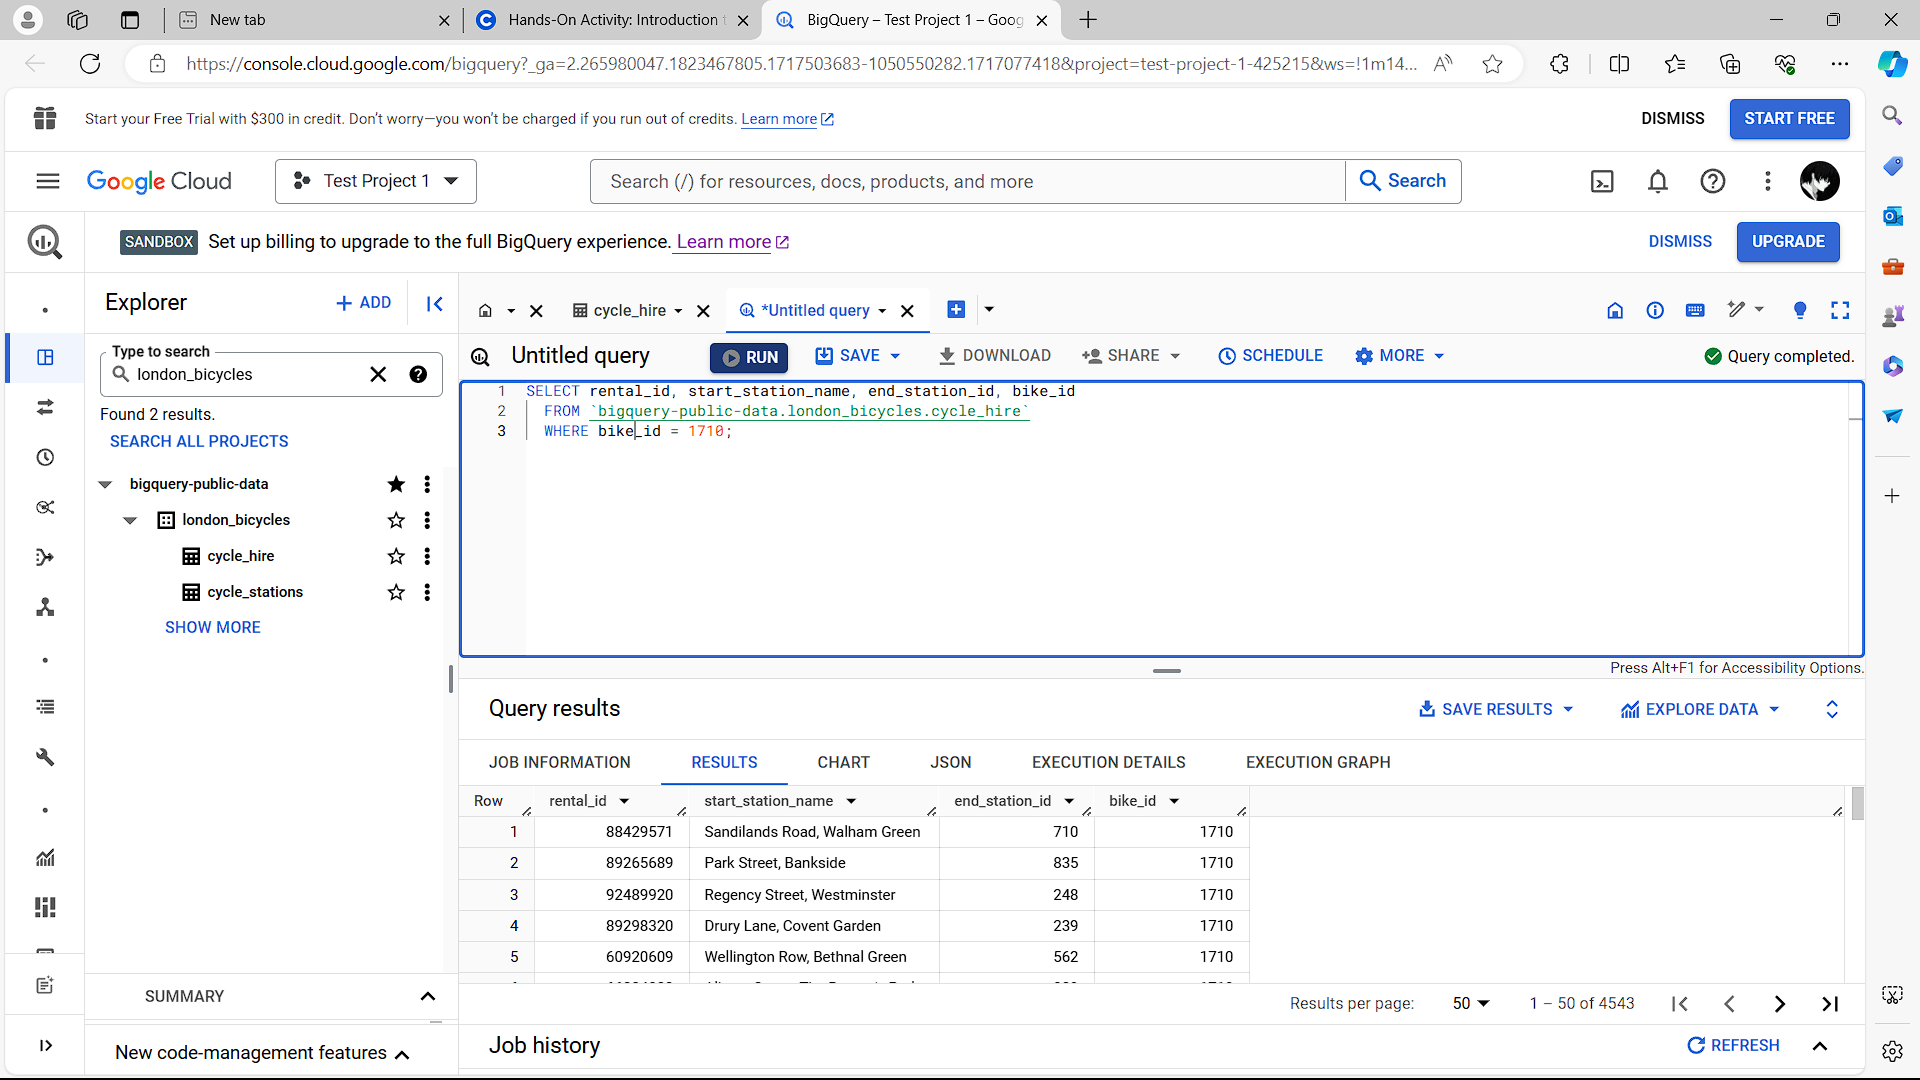 New tab
Hands-On Activity: Introduction t
BigQuery – Test Project 1 – Goog
https://console.cloud.google.com/bigquery?_ga=2.265980047.1823467805.1717503683-1050550282.1717077418&project=test-project-1-425215&ws=!1m14...
Start your Free Trial with $300 in credit. Don’t worry—you won’t be charged if you run out of credits. Learn more
DISMISS
START FREE
Google Cloud
Test Project 1
Search (/) for resources, docs, products, and more
Search
SANDBOX Set up billing to upgrade to the full BigQuery experience. Learn more
DISMISS
UPGRADE
Explorer
+ ADD
cycle_hire
*Untitled query
Type to search
london_bicycles
Found 2 results.
SEARCH ALL PROJECTS
bigquery-public-data
london_bicycles
cycle_hire
cycle_stations
SHOW MORE
SUMMARY
New code-management features
Untitled query
RUN
SAVE
DOWNLOAD
SHARE
SCHEDULE
MORE
Query completed.
1 SELECT rental_id, start_station_name, end_station_id, bike_id
2 FROM `bigquery-public-data.london_bicycles.cycle_hire`
3 WHERE bike_id = 1710;
Press Alt+F1 for Accessibility Options.
Query results
SAVE RESULTS
EXPLORE DATA
JOB INFORMATION RESULTS CHART JSON EXECUTION DETAILS EXECUTION GRAPH
Row rental_id start_station_name end_station_id bike_id
1 88429571 Sandilands Road, Walham Green 710 1710
2 89265689 Park Street, Bankside 835 1710
3 92489920 Regency Street, Westminster 248 1710
4 89298320 Drury Lane, Covent Garden 239 1710
5 60920609 Wellington Row, Bethnal Green 562 1710
Results per page: 50 1 – 50 of 4543
Job history
REFRESH